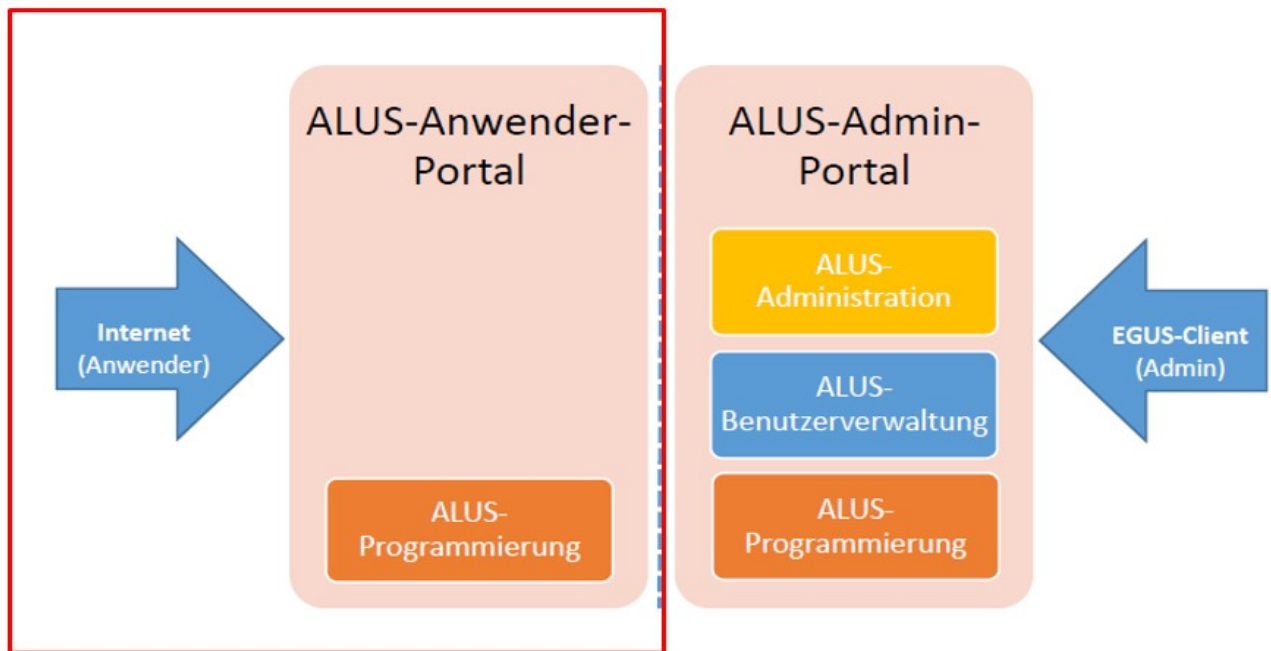 ALUS-Anwender-
Portal
ALUS-Admin-
Portal
ALUS-
Administration
Internet
(Anwender)
EGUS-Client
(Admin)
ALUS-
Benutzerverwaltung
ALUS-
Programmierung
ALUS-
Programmierung